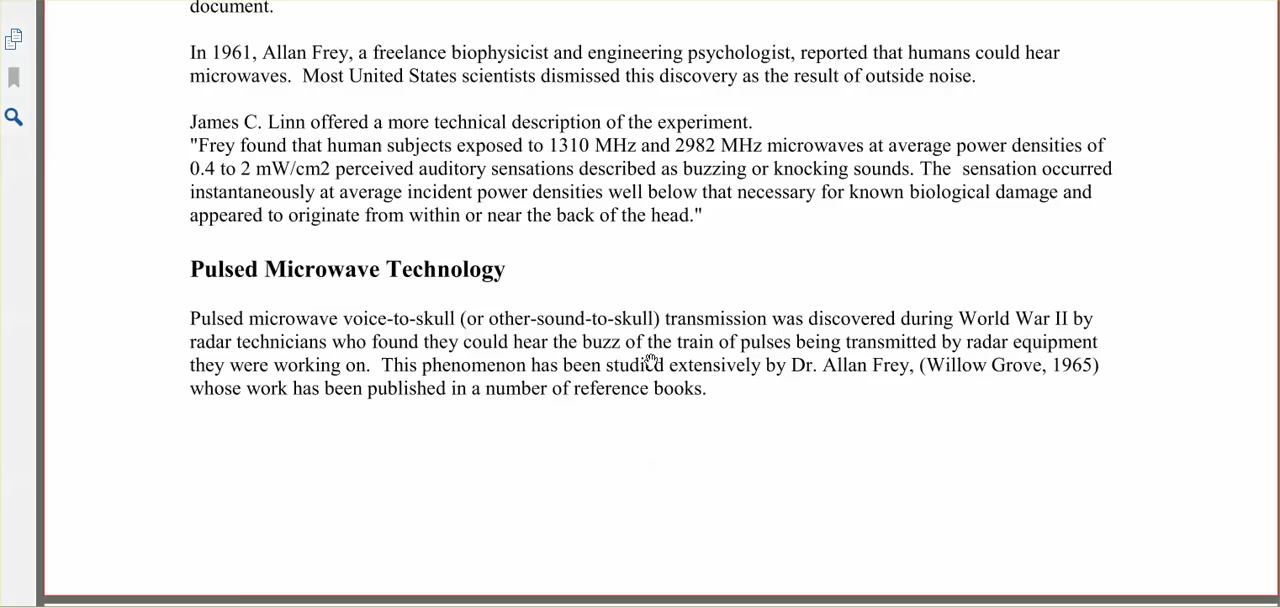 document.
In 1961, Allan Frey, a freelance biophysicist and engineering psychologist, reported that humans could hear
microwaves.  Most United States scientists dismissed this discovery as the result of outside noise.
James C. Linn offered a more technical description of the experiment.
"Frey found that human subjects exposed to 1310 MHz and 2982 MHz microwaves at average power densities of
0.4 to 2 mW/cm2 perceived auditory sensations described as buzzing or knocking sounds. The  sensation occurred
instantaneously at average incident power densities well below that necessary for known biological damage and
appeared to originate from within or near the back of the head."
Pulsed Microwave Technology
Pulsed microwave voice-to-skull (or other-sound-to-skull) transmission was discovered during World War II by
radar technicians who found they could hear the buzz of the train of pulses being transmitted by radar equipment
they were working on.  This phenomenon has been studied extensively by Dr. Allan Frey, (Willow Grove, 1965)
whose work has been published in a number of reference books.